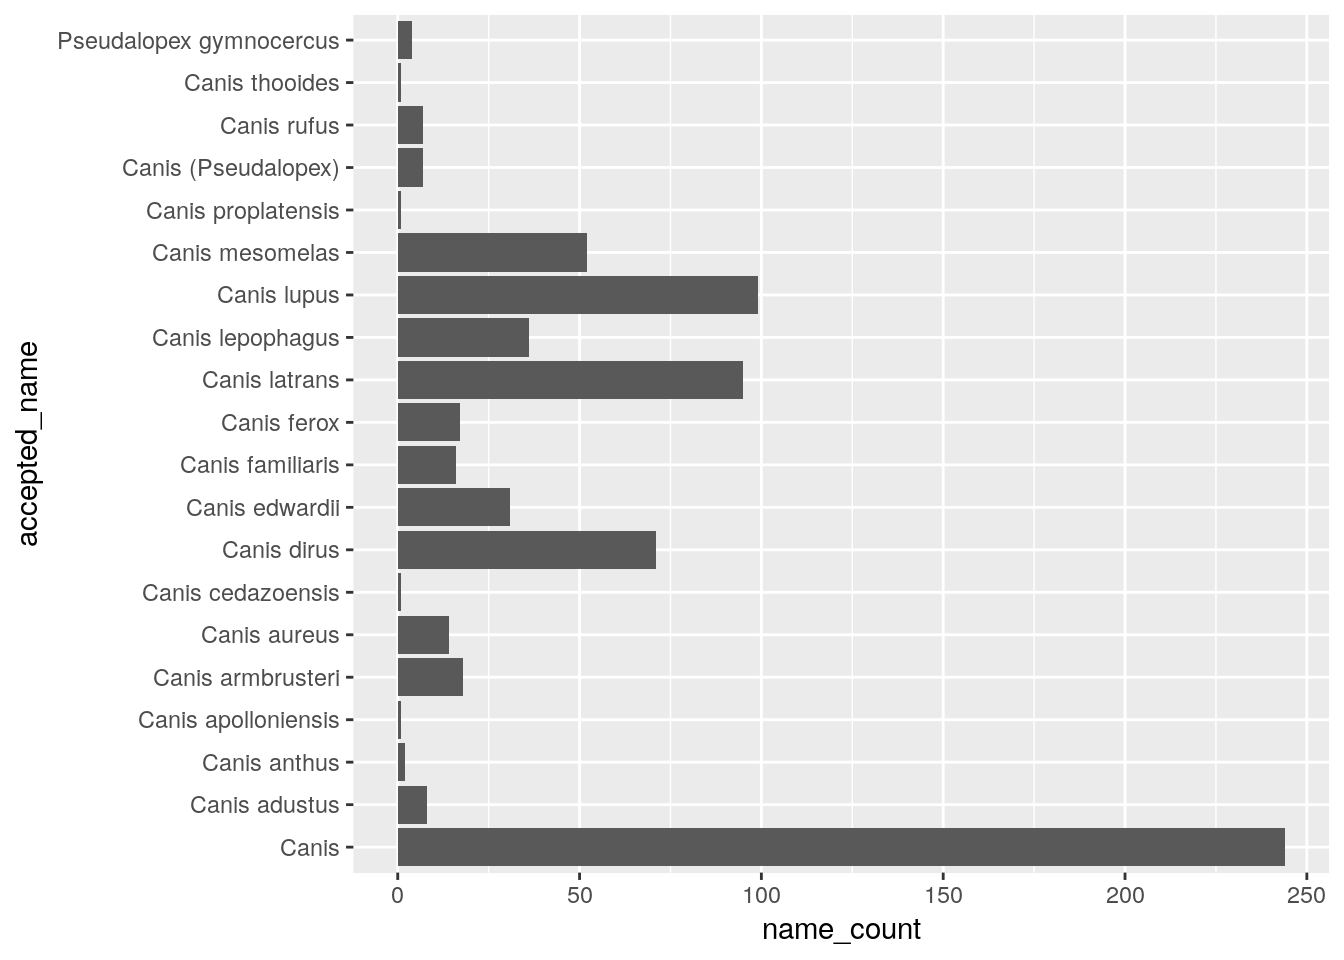 Pseudalopex gymnocercus
Canis thooides
Canis rufus
Canis (Pseudalopex)
Canis proplatensis
Canis mesomelas
Canis lupus
Canis lepophagus
Canis latrans
Canis ferox
Canis familiaris
Canis edwardii
Canis dirus
Canis cedazoensis
Canis aureus
Canis armbrusteri
Canis apolloniensis
Canis anthus
Canis adustus
Canis
accepted_name
0 50 100 150 200 250
name_count